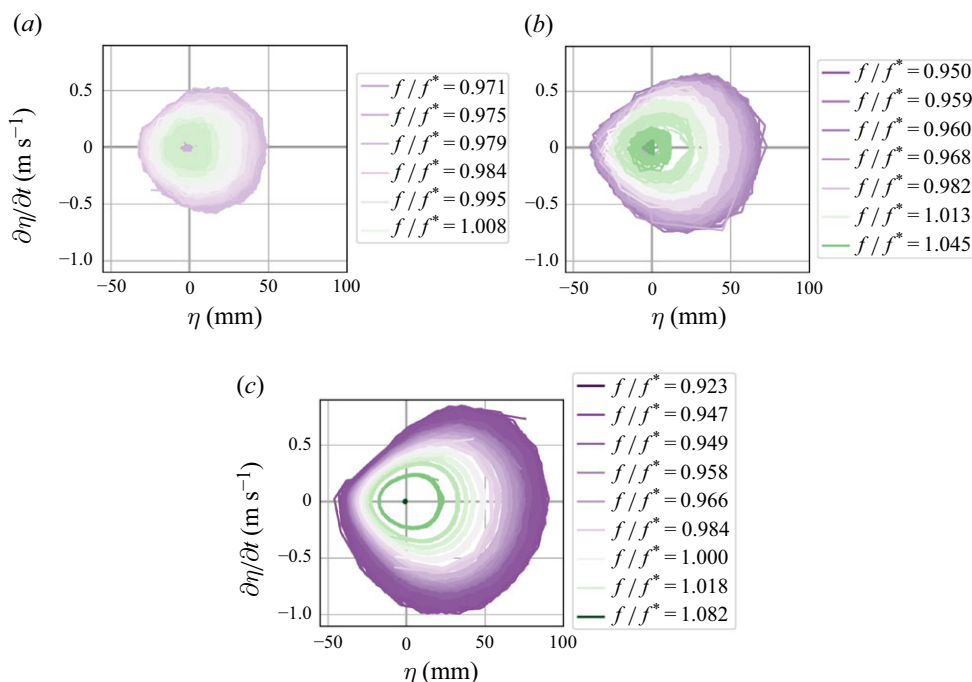 (a)
0.5
0
−0.5
−1.0
∂η/∂t (m s⁻¹)
−50 0 50 100
η (mm)
f/f* = 0.971
f/f* = 0.975
f/f* = 0.979
f/f* = 0.984
f/f* = 0.995
f/f* = 1.008
(b)
0.5
0
−0.5
−1.0
−50 0 50 100
η (mm)
f/f* = 0.950
f/f* = 0.959
f/f* = 0.960
f/f* = 0.968
f/f* = 0.982
f/f* = 1.013
f/f* = 1.045
(c)
0.5
0
−0.5
−1.0
∂η/∂t (m s⁻¹)
−50 0 50 100
η (mm)
f/f* = 0.923
f/f* = 0.947
f/f* = 0.949
f/f* = 0.958
f/f* = 0.966
f/f* = 0.984
f/f* = 1.000
f/f* = 1.018
f/f* = 1.082